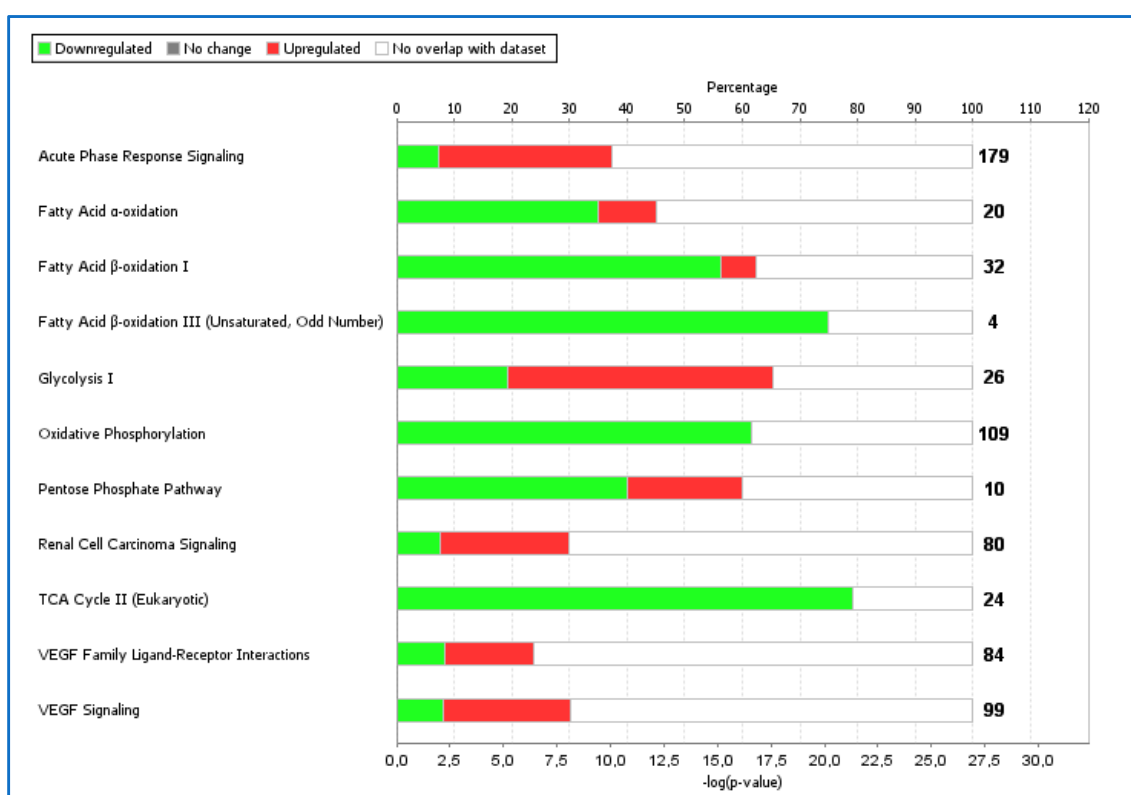 Downregulated No change Upregulated No overlap with dataset
Percentage
0 10 20 30 40 50 60 70 80 90 100 120
Acute Phase Response Signaling 179
Fatty Acid α-oxidation 20
Fatty Acid β-oxidation I 32
Fatty Acid β-oxidation III (Unsaturated, Odd Number) 4
Glycolysis I 26
Oxidative Phosphorylation 109
Pentose Phosphate Pathway 10
Renal Cell Carcinoma Signaling 80
TCA Cycle II (Eukaryotic) 24
VEGF Family Ligand-Receptor Interactions 84
VEGF Signaling 99
0,0 2,5 5,0 7,5 10,0 12,5 15,0 17,5 20,0 22,5 25,0 27,5 30,0
-log(p-value)